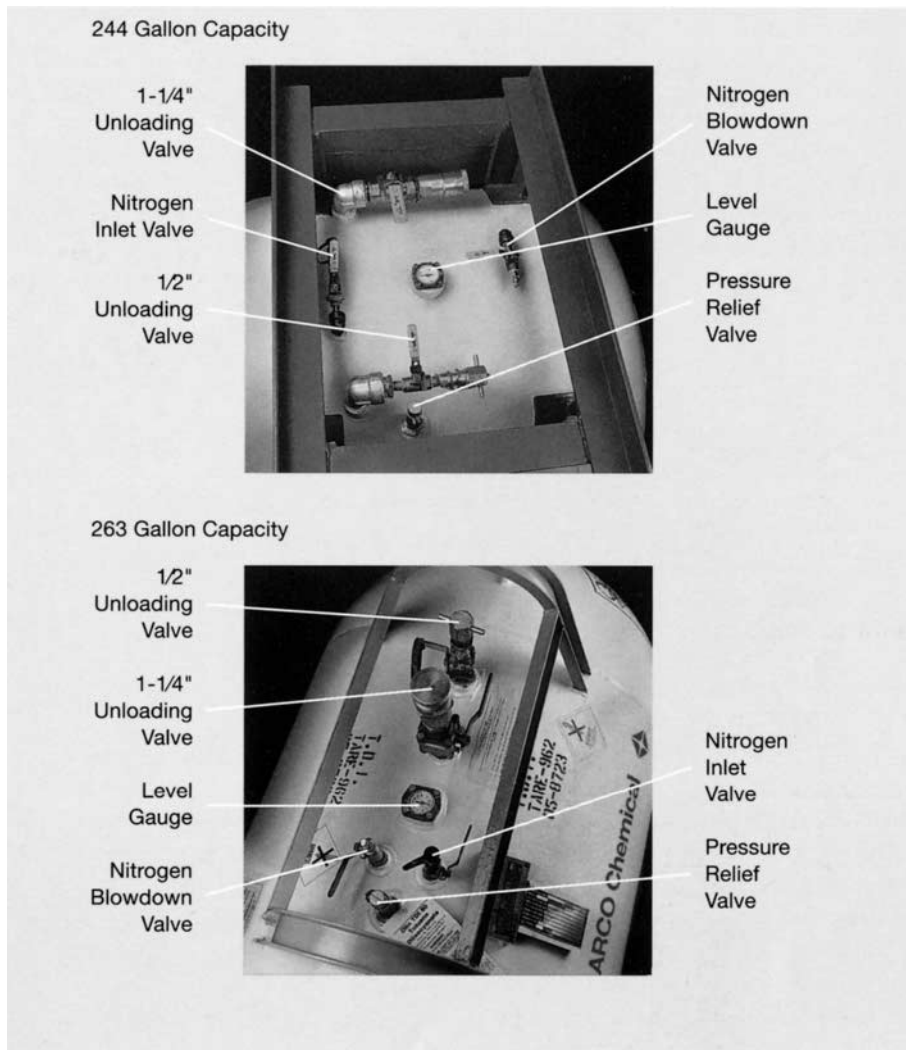 244 Gallon Capacity
1-1/4"
Unloading
Valve
Nitrogen
Inlet Valve
1/2"
Unloading
Valve
Nitrogen
Blowdown
Valve
Level
Gauge
Pressure
Relief
Valve
263 Gallon Capacity
1/2"
Unloading
Valve
1-1/4"
Unloading
Valve
Level
Gauge
Nitrogen
Blowdown
Valve
T.D.I.
TARE-962
TARE-962
ARCO Chemical
Nitrogen
Inlet
Valve
Pressure
Relief
Valve